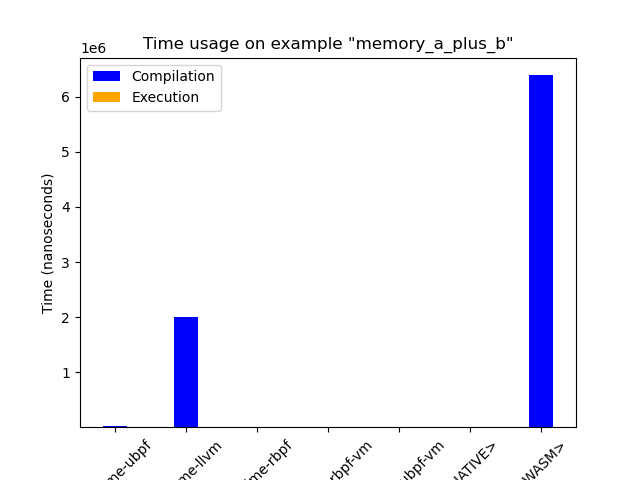 Time usage on example "memory_a_plus_b"
1e6
Compilation
Execution
Time (nanoseconds)
6
5
4
3
2
1
me-ubpf
me-llvm
me-rbpf
rbpf-vm
ubpf-vm
NATIVE>
WASM>